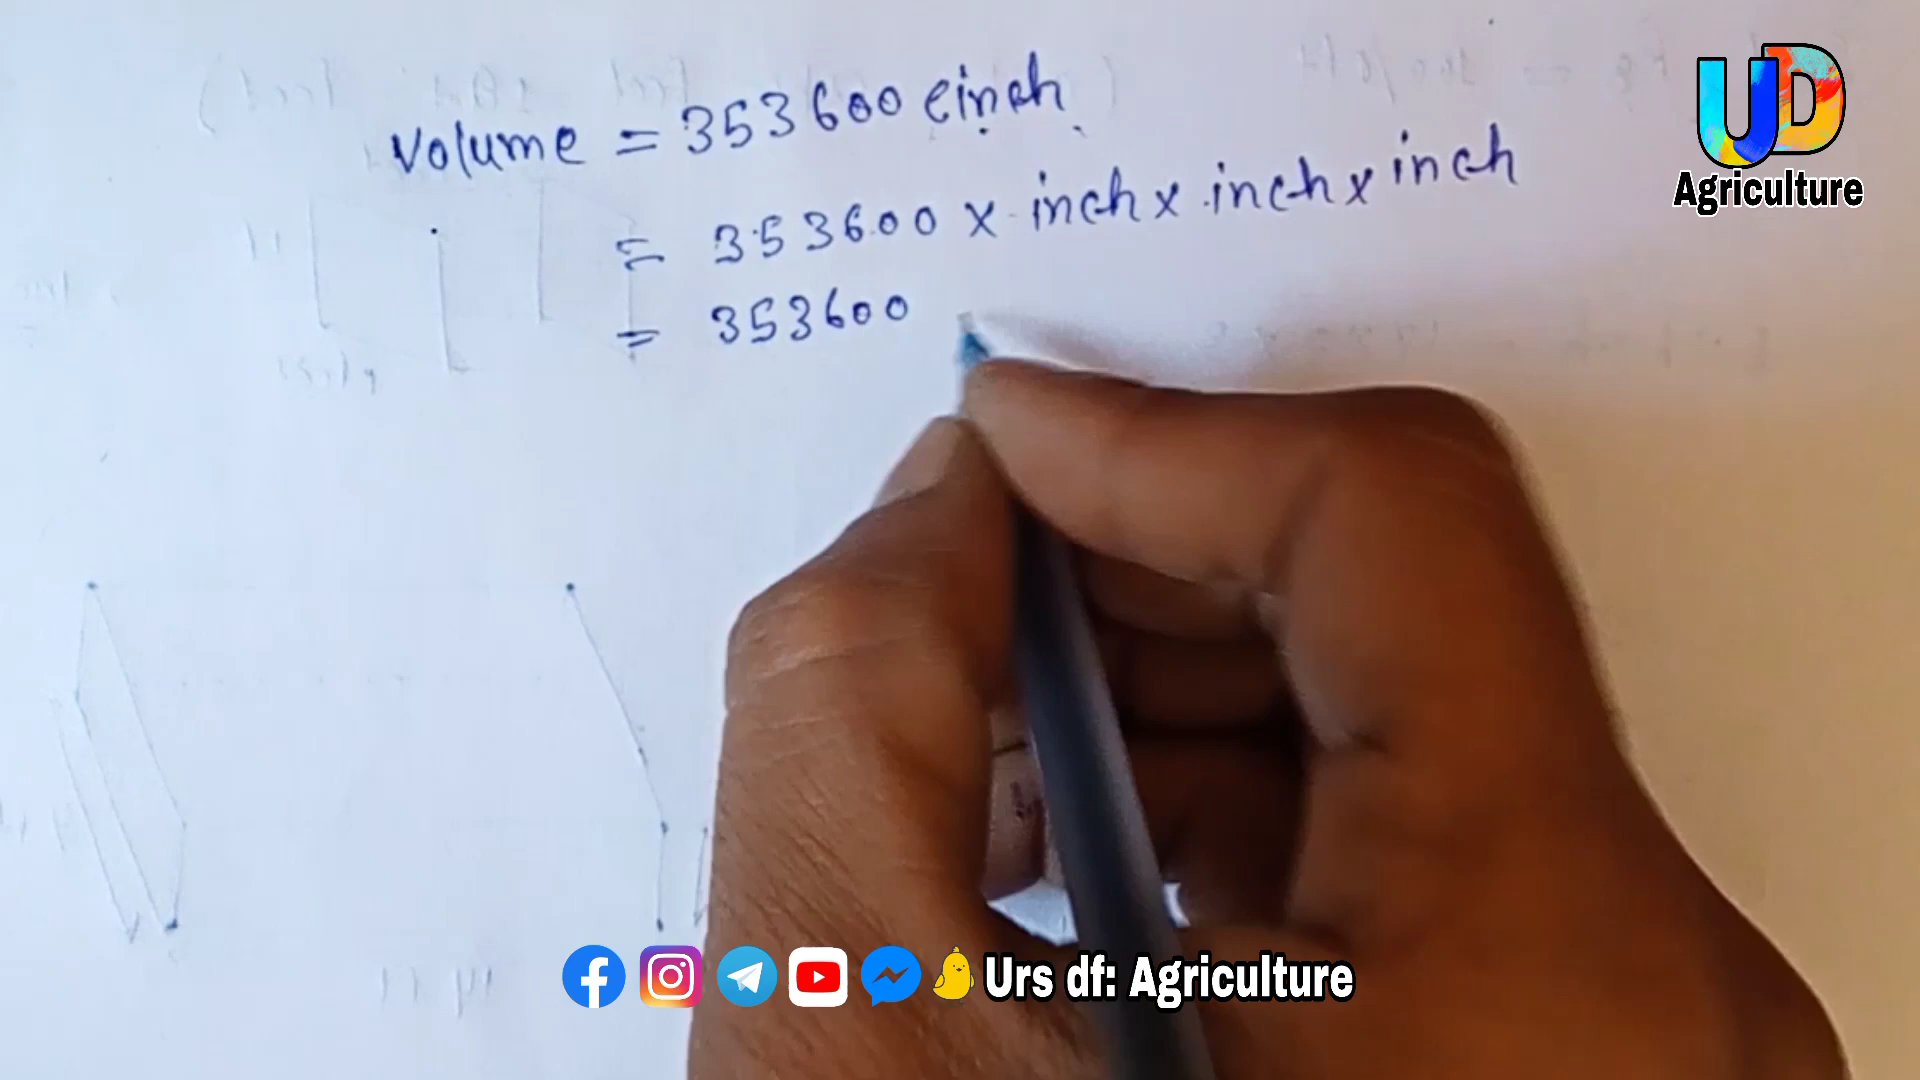 Volume = 353600 cinch
= 353600 x inch x inch x inch
= 353600
UD
Agriculture
Urs df: Agriculture